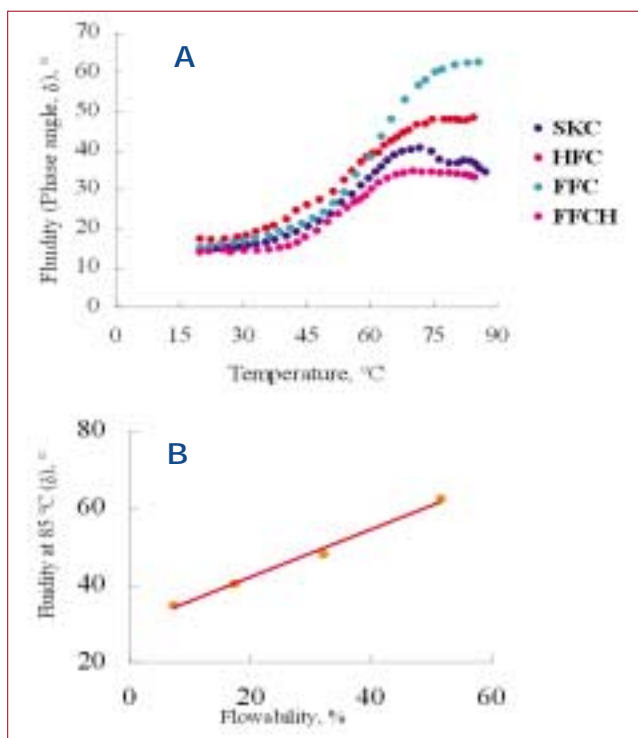 A
70
60
50
40
30
20
10
0
Fluidity (Phase angle, δ), °
0 15 30 45 60 75 90
Temperature, °C
SKC
HFC
FFC
FFCH
B
80
60
40
20
Fluidity at 85 °C (δ), °
0 20 40 60
Flowability, %